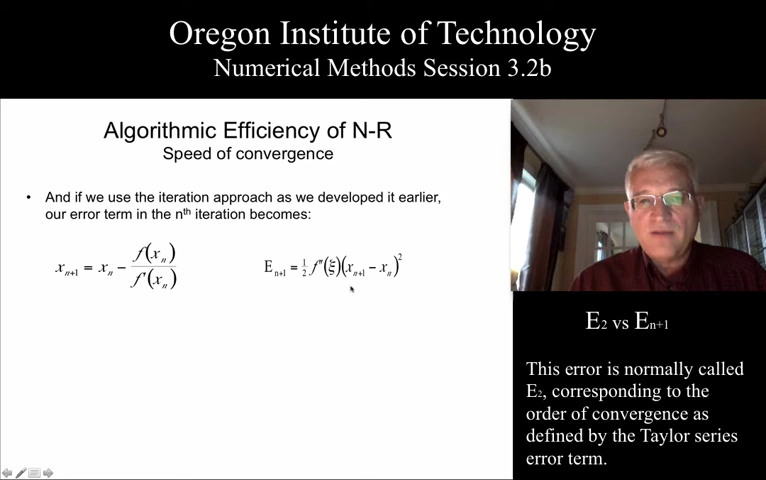 Oregon Institute of Technology
Numerical Methods Session 3.2b
Algorithmic Efficiency of N-R
Speed of convergence
• And if we use the iteration approach as we developed it earlier,
our error term in the nth iteration becomes:
xₙ₊₁ = xₙ − f(xₙ) / f′(xₙ)
Eₙ₊₁ = ½ f″(ξ)(xₙ₊₁ − xₙ)²
E₂ vs Eₙ₊₁
This error is normally called
E₂, corresponding to the
order of convergence as
defined by the Taylor series
error term.